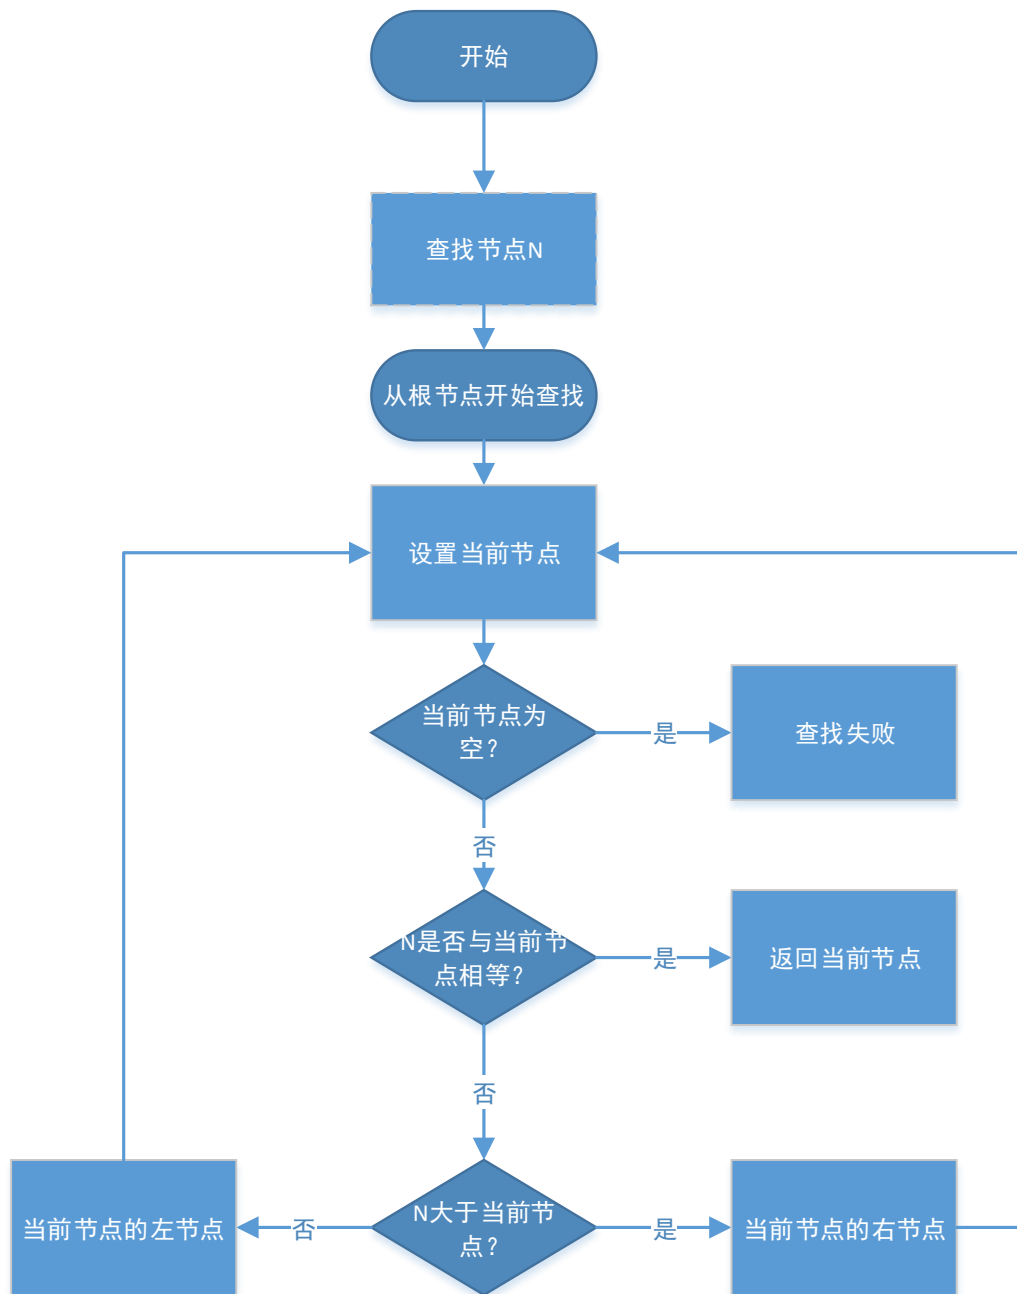 开始
查找节点N
从根节点开始查找
设置当前节点
当前节点为
空?
是
查找失败
否
N是否与当前节
点相等?
是
返回当前节点
否
当前节点的左节点
否
N大于当前节
点?
是
当前节点的右节点